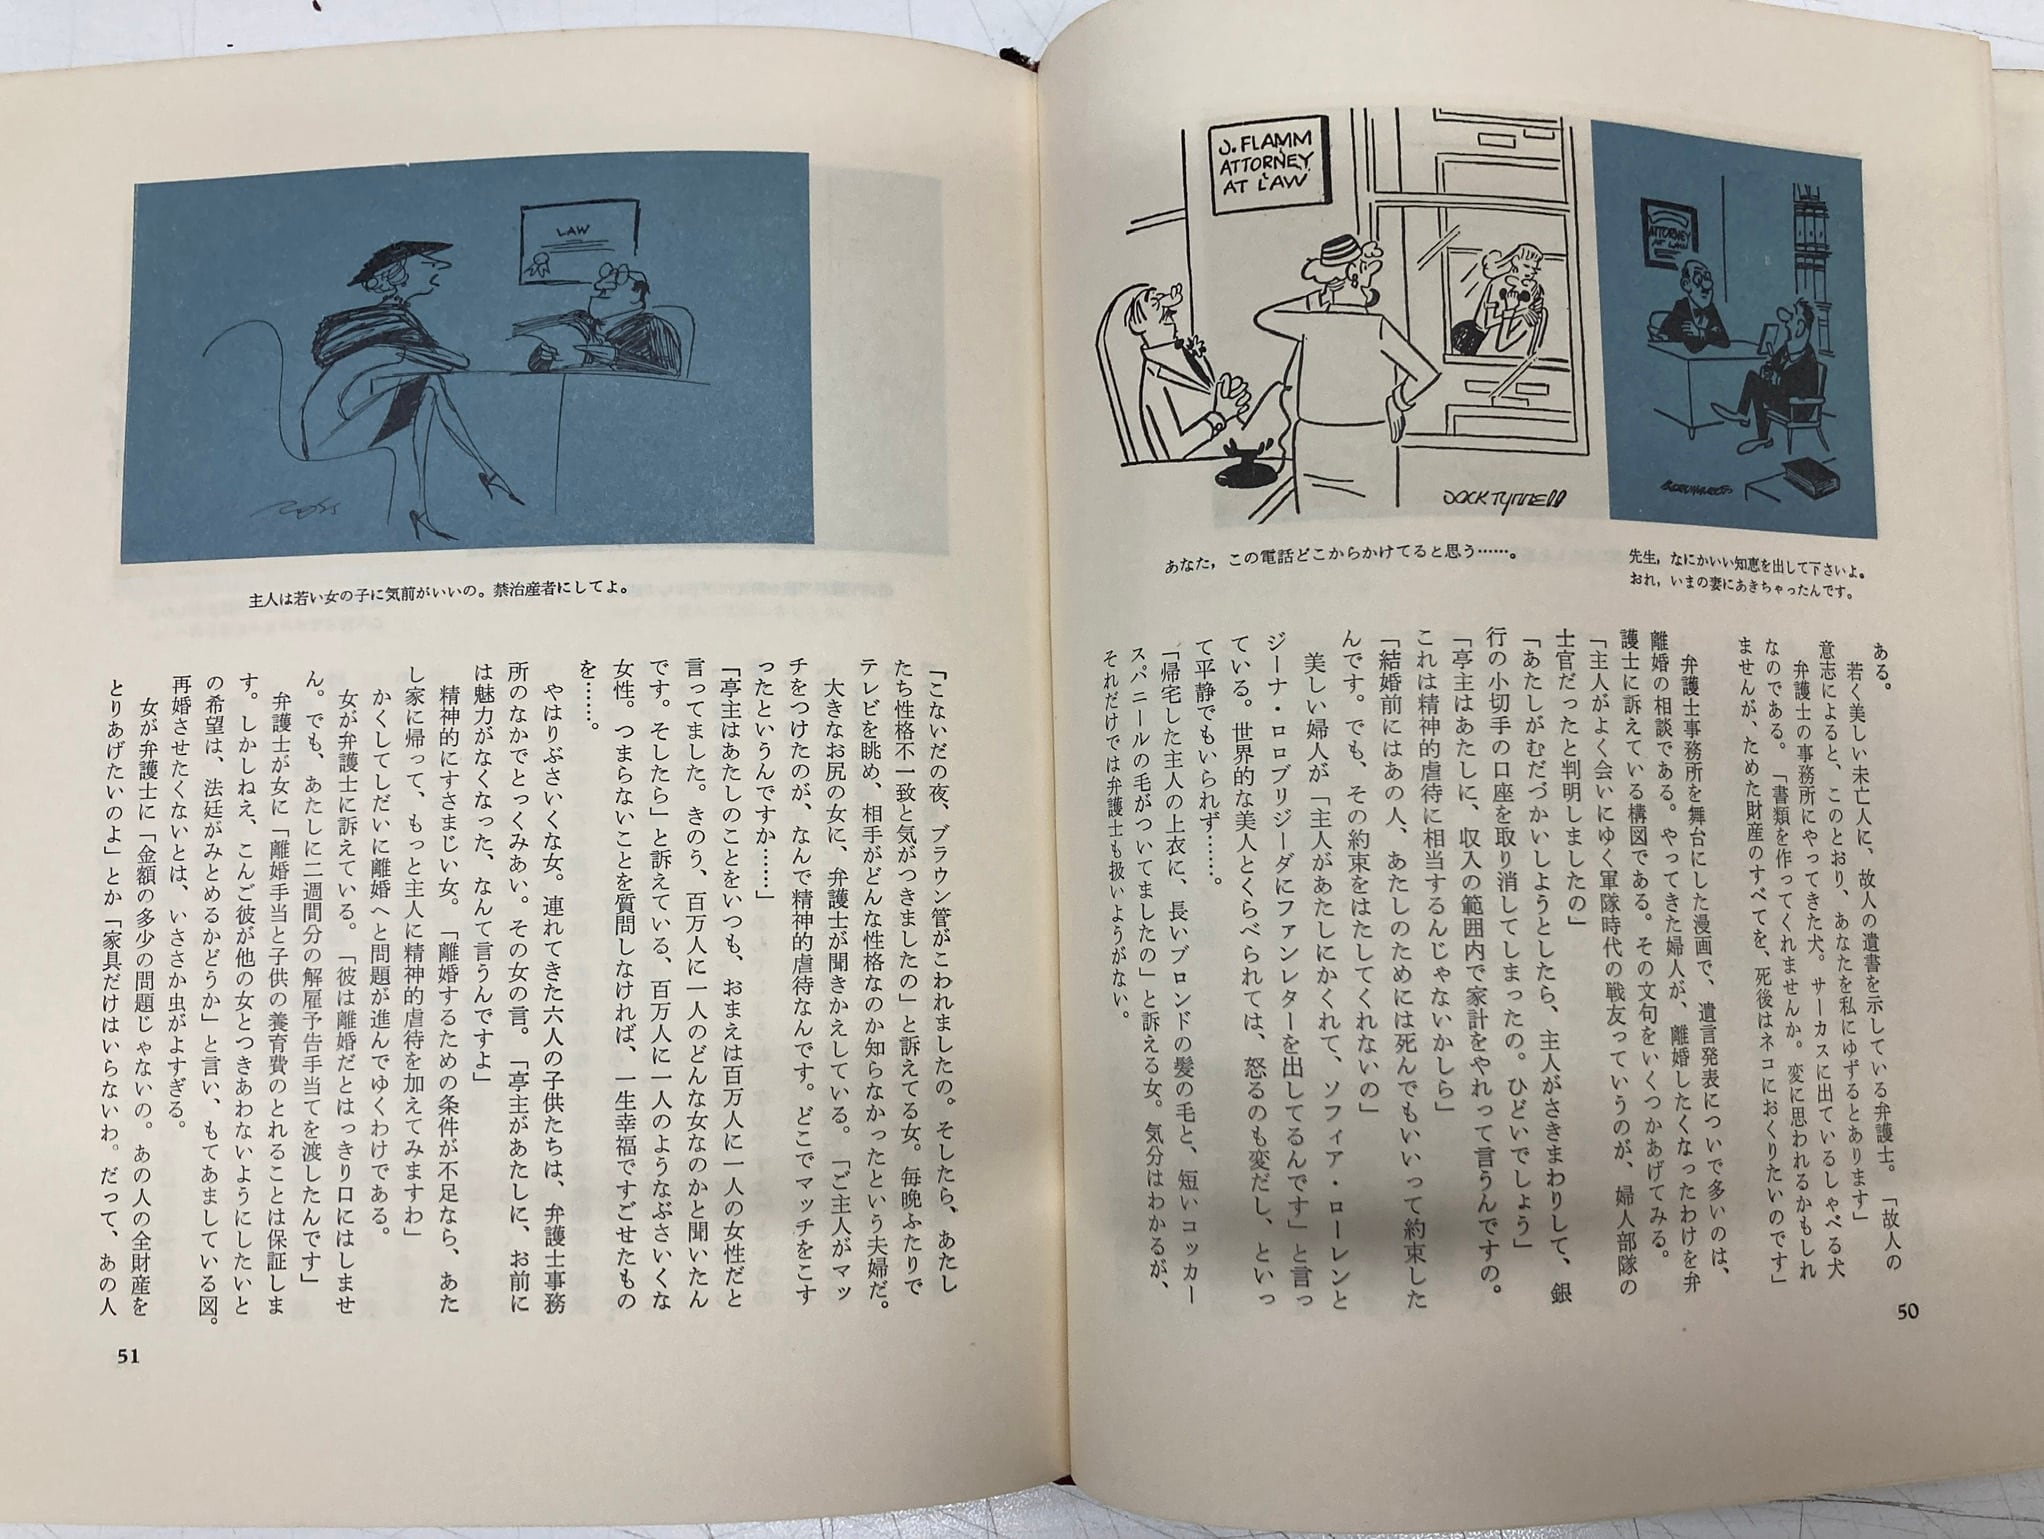 J. FLAMM
ATTORNEY
AT LAW
JACK TYRRELL
ATTORNEY
AT LAW
あなた，この電話どこからかけてると思う……。
先生，なにかいい知恵を出して下さいよ。
おれ，いまの妻にあきちゃったんです。
ある。
若く美しい未亡人に、故人の遺書を示している弁護士。「故人の
意志によると、このとおり、あなたを私にゆずるとあります」
弁護士の事務所にやってきた犬。サーカスに出ているしゃべる犬
なのである。「書類を作ってくれませんか。変に思われるかもしれ
ませんが、ためた財産のすべてを、死後はネコにおくりたいのです」
弁護士事務所を舞台にした漫画で、遺言発表について多いのは、
離婚の相談である。やってきた婦人が、離婚したくなったわけを弁
護士に訴えている構図である。その文句をいくつかあげてみる。
「主人がよく会いにゆく軍隊時代の戦友っていうのが、婦人部隊の
士官だったと判明しましたの」
「あたしがむだづかいしようとしたら、主人がさきまわりして、銀
行の小切手の口座を取り消してしまったの。ひどいでしょう」
「亭主はあたしに、収入の範囲内で家計をやれって言うんですの。
これは精神的虐待に相当するんじゃないかしら」
「結婚前にはあの人、あたしのためには死んでもいいって約束した
んです。でも、その約束をはたしてくれないの」
美しい婦人が「主人があたしにかくれて、ソフィア・ローレンと
ジーナ・ロロブリジーダにファンレターを出してるんです」と言っ
ている。世界的な美人とくらべられては、怒るのも変だし、といっ
て平静でもいられず……。
「帰宅した主人の上衣に、長いブロンドの髪の毛と、短いコッカー
スパニールの毛がついてましたの」と訴える女。気分はわかるが、
それだけでは弁護士も扱いようがない。
50
LAW
ROSS
主人は若い女の子に気前がいいの。禁治産者にしてよ。
「こないだの夜、ブラウン管がこわれましたの。そしたら、あたし
たち性格不一致と気がつきましたの」と訴えてる女。毎晩ふたりで
テレビを眺め、相手がどんな性格なのか知らなかったという夫婦だ。
大きなお尻の女に、弁護士が聞きかえしている。「ご主人がマッ
チをつけたのが、なんで精神的虐待なんです。どこでマッチをこす
ったというんですか……」
「亭主はあたしのことをいつも、おまえは百万人に一人の女性だと
言ってました。きのう、百万人に一人のどんな女なのかと聞いたん
です。そしたら」と訴えている、百万人に一人のようなぶさいくな
女性。つまらないことを質問しなければ、一生幸福ですごせたもの
を……。
やはりぶさいくな女。連れてきた六人の子供たちは、弁護士事務
所のなかでとっくみあい。その女の言。「亭主があたしに、お前に
は魅力がなくなった、なんて言うんですよ」
精神的にすさまじい女。「離婚するための条件が不足なら、あた
し家に帰って、もっと主人に精神的虐待を加えてみますわ」
かくしてしだいに離婚へと問題が進んでゆくわけである。
女が弁護士に訴えている。「彼は離婚だとはっきり口にはしませ
ん。でも、あたしに二週間分の解雇予告手当てを渡したんです」
弁護士が女に「離婚手当と子供の養育費のとれることは保証しま
す。しかしねえ、こんご彼が他の女とつきあわないようにしたいと
の希望は、法廷がみとめるかどうか」と言い、もてあましている図。
再婚させたくないとは、いささか虫がよすぎる。
女が弁護士に「金額の多少の問題じゃないの。あの人の全財産を
とりあげたいのよ」とか「家具だけはいらないわ。だって、あの人
51